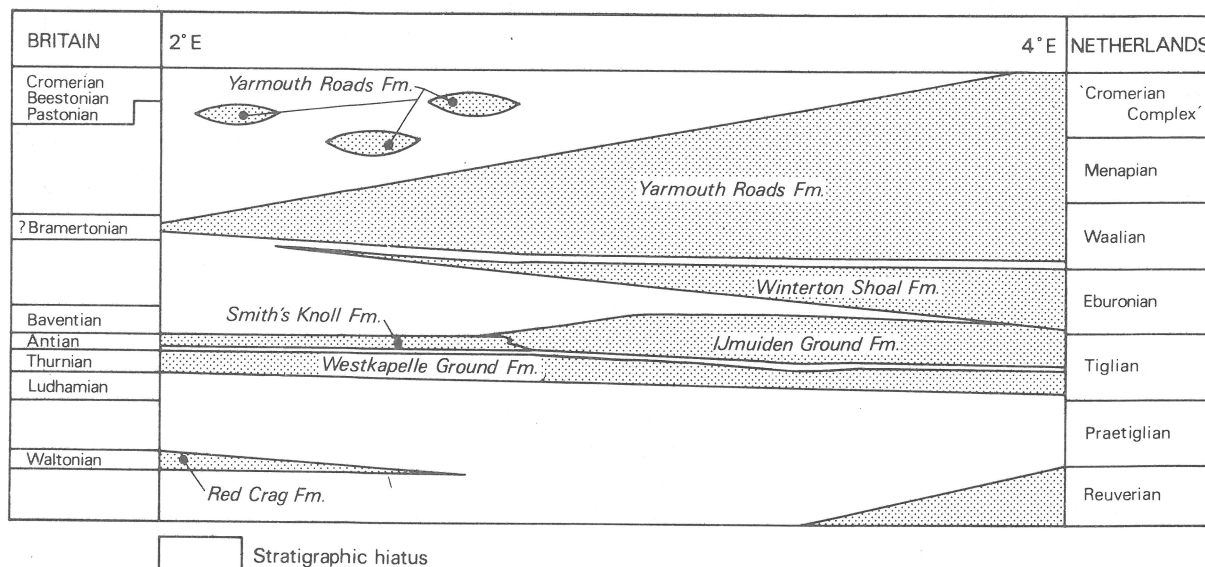 BRITAIN
2°E
4°E
NETHERLANDS
Cromerian
Beestonian
Pastonian
Yarmouth Roads Fm.
'Cromerian
Complex'
Menapian
Yarmouth Roads Fm.
? Bramertonian
Waalian
Winterton Shoal Fm.
Eburonian
Smith's Knoll Fm.
Baventian
Antian
IJmuiden Ground Fm.
Thurnian
Westkapelle Ground Fm.
Tiglian
Ludhamian
Praetiglian
Waltonian
Red Crag Fm.
Reuverian
Stratigraphic hiatus